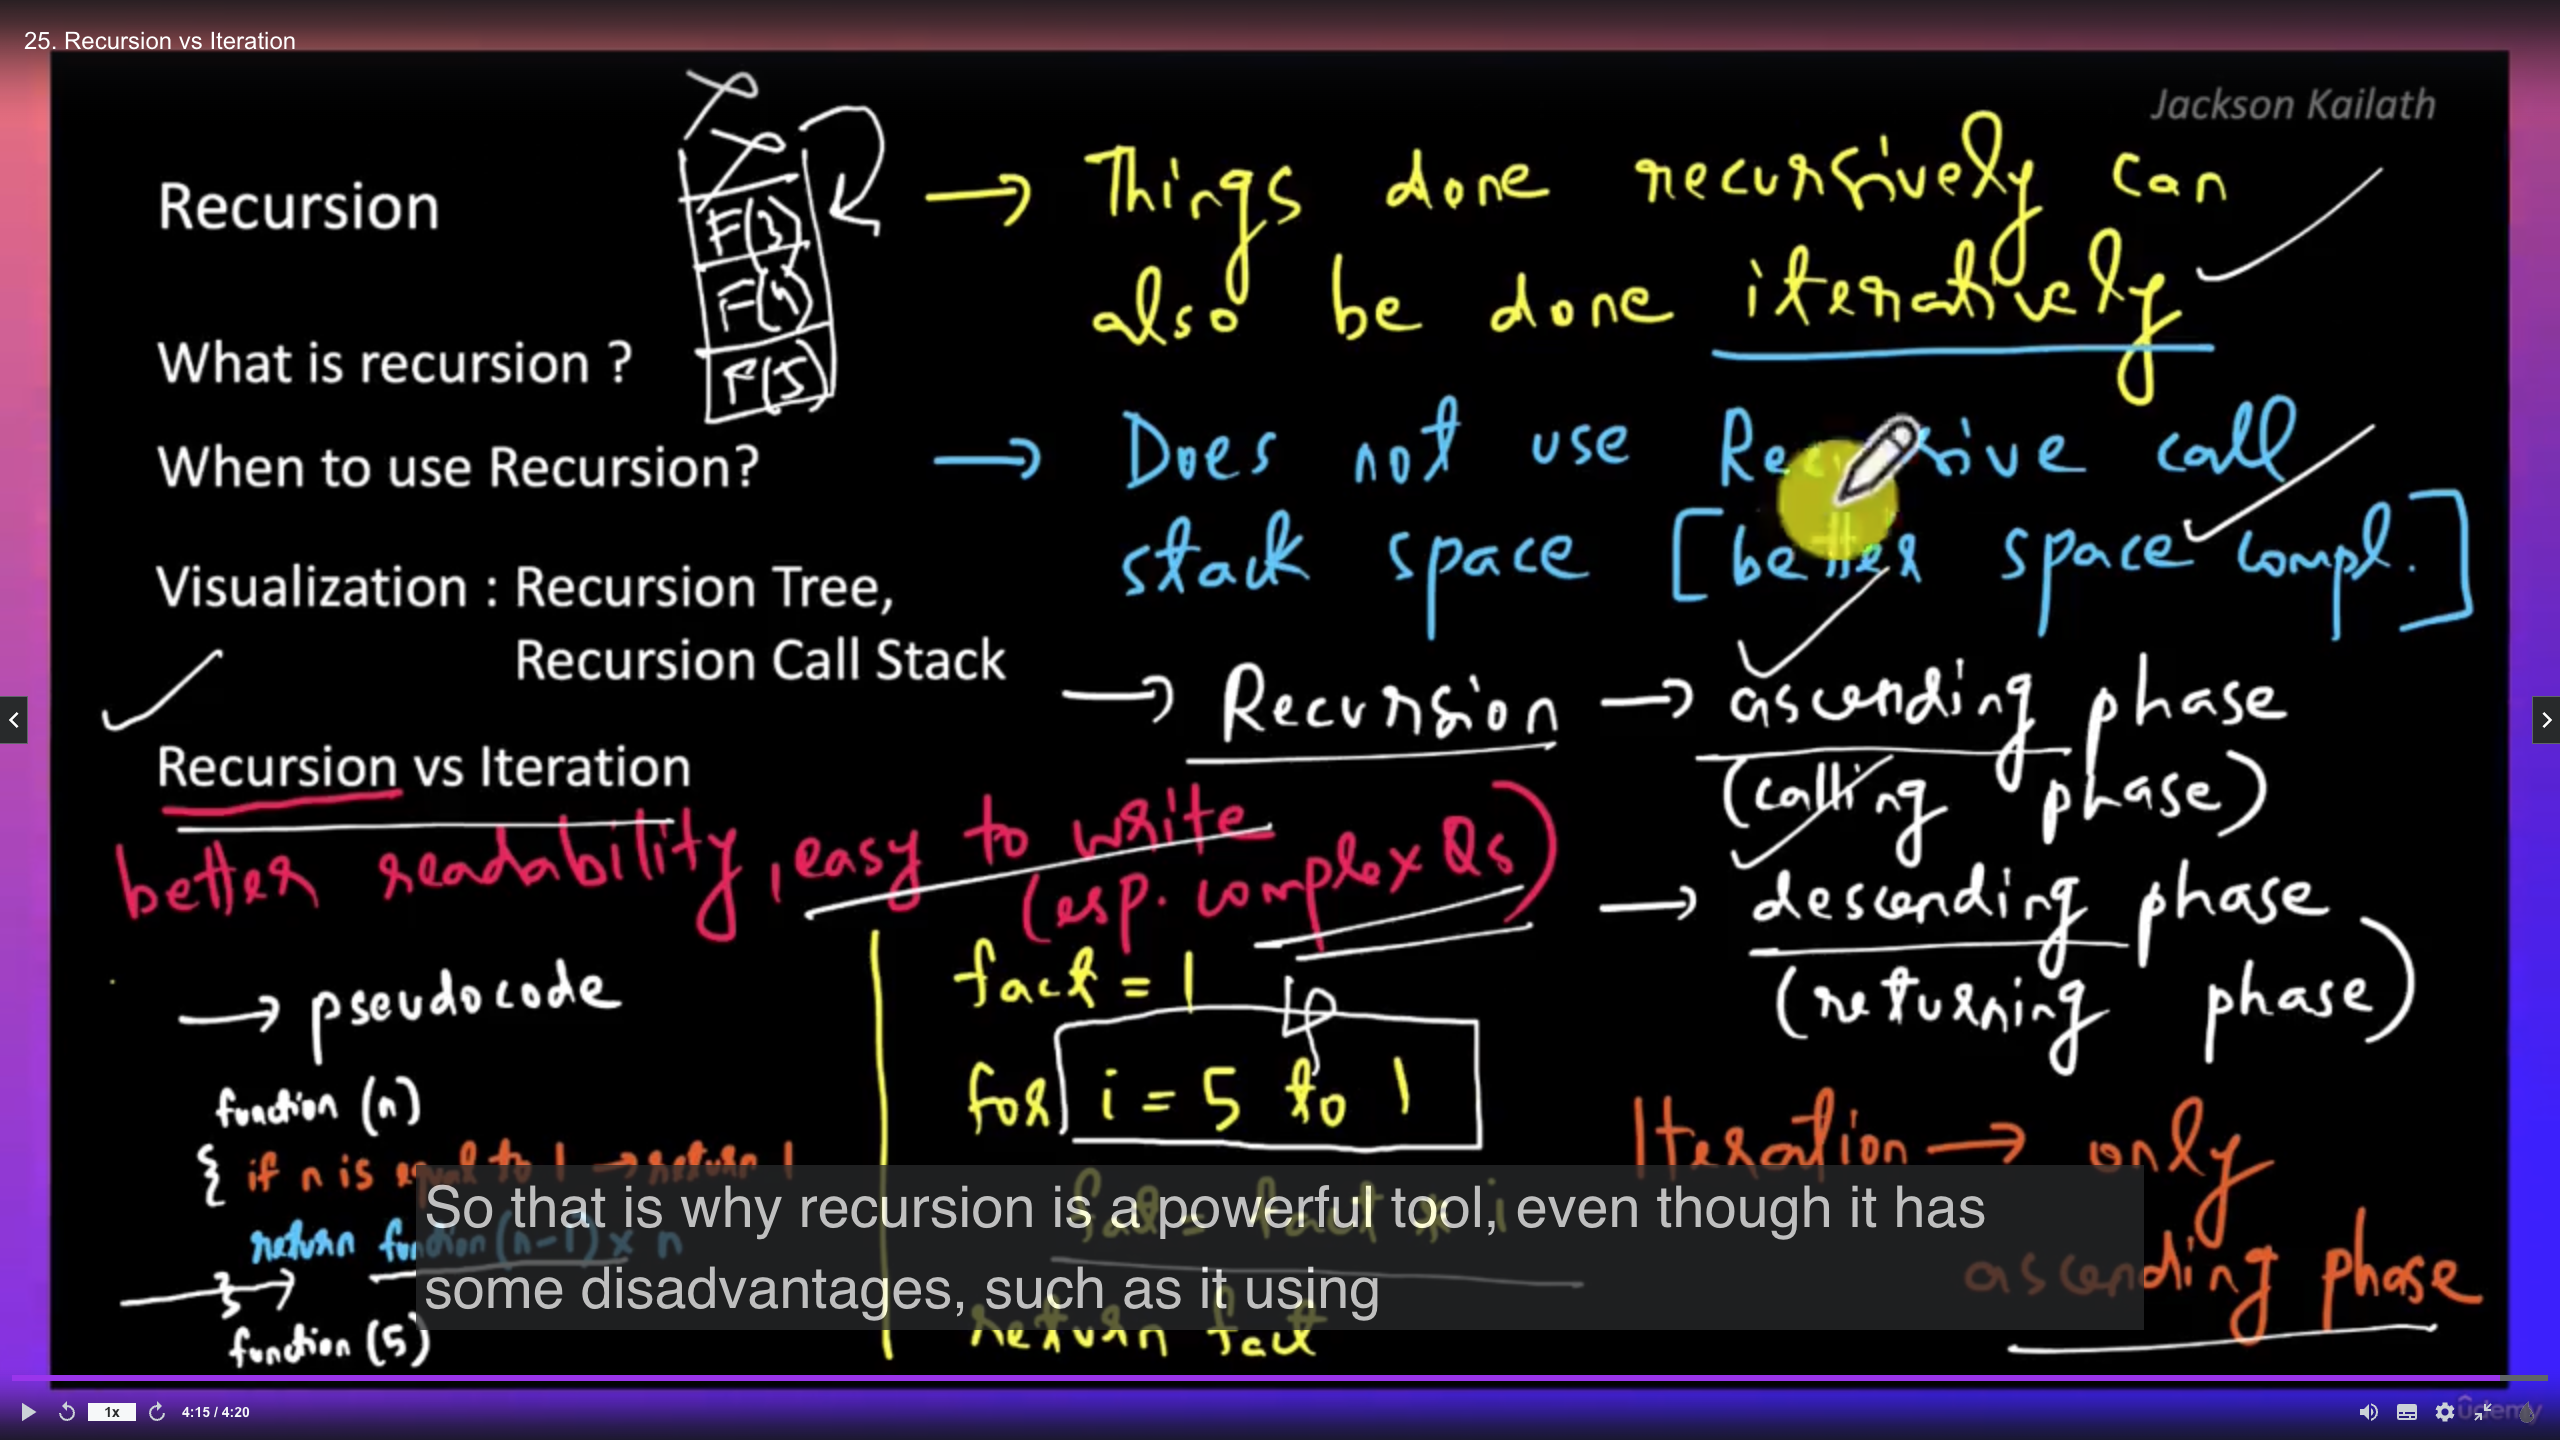 25. Recursion vs Iteration
Jackson Kailath
Recursion
F(3)
F(4)
F(5)
What is recursion ?
When to use Recursion?
Visualization : Recursion Tree,
Recursion Call Stack
Recursion vs Iteration
better readability, easy to write
(esp. complex Qs)
→ pseudocode
function (n)
{ if n is equal to 1 → return 1
return function(n-1) x n
}
function (5)
→ Things done recursively can
also be done iteratively
→ Does not use Recursive call
stack space [better space compl.]
→ Recursion → ascending phase
(calling phase)
→ descending phase
(returning phase)
fact = 1
for i = 5 to 1
fact = fact * i
return fact
Iteration → only
ascending phase
So that is why recursion is a powerful tool, even though it has
some disadvantages, such as it using
1x
4:15 / 4:20
ûdemy